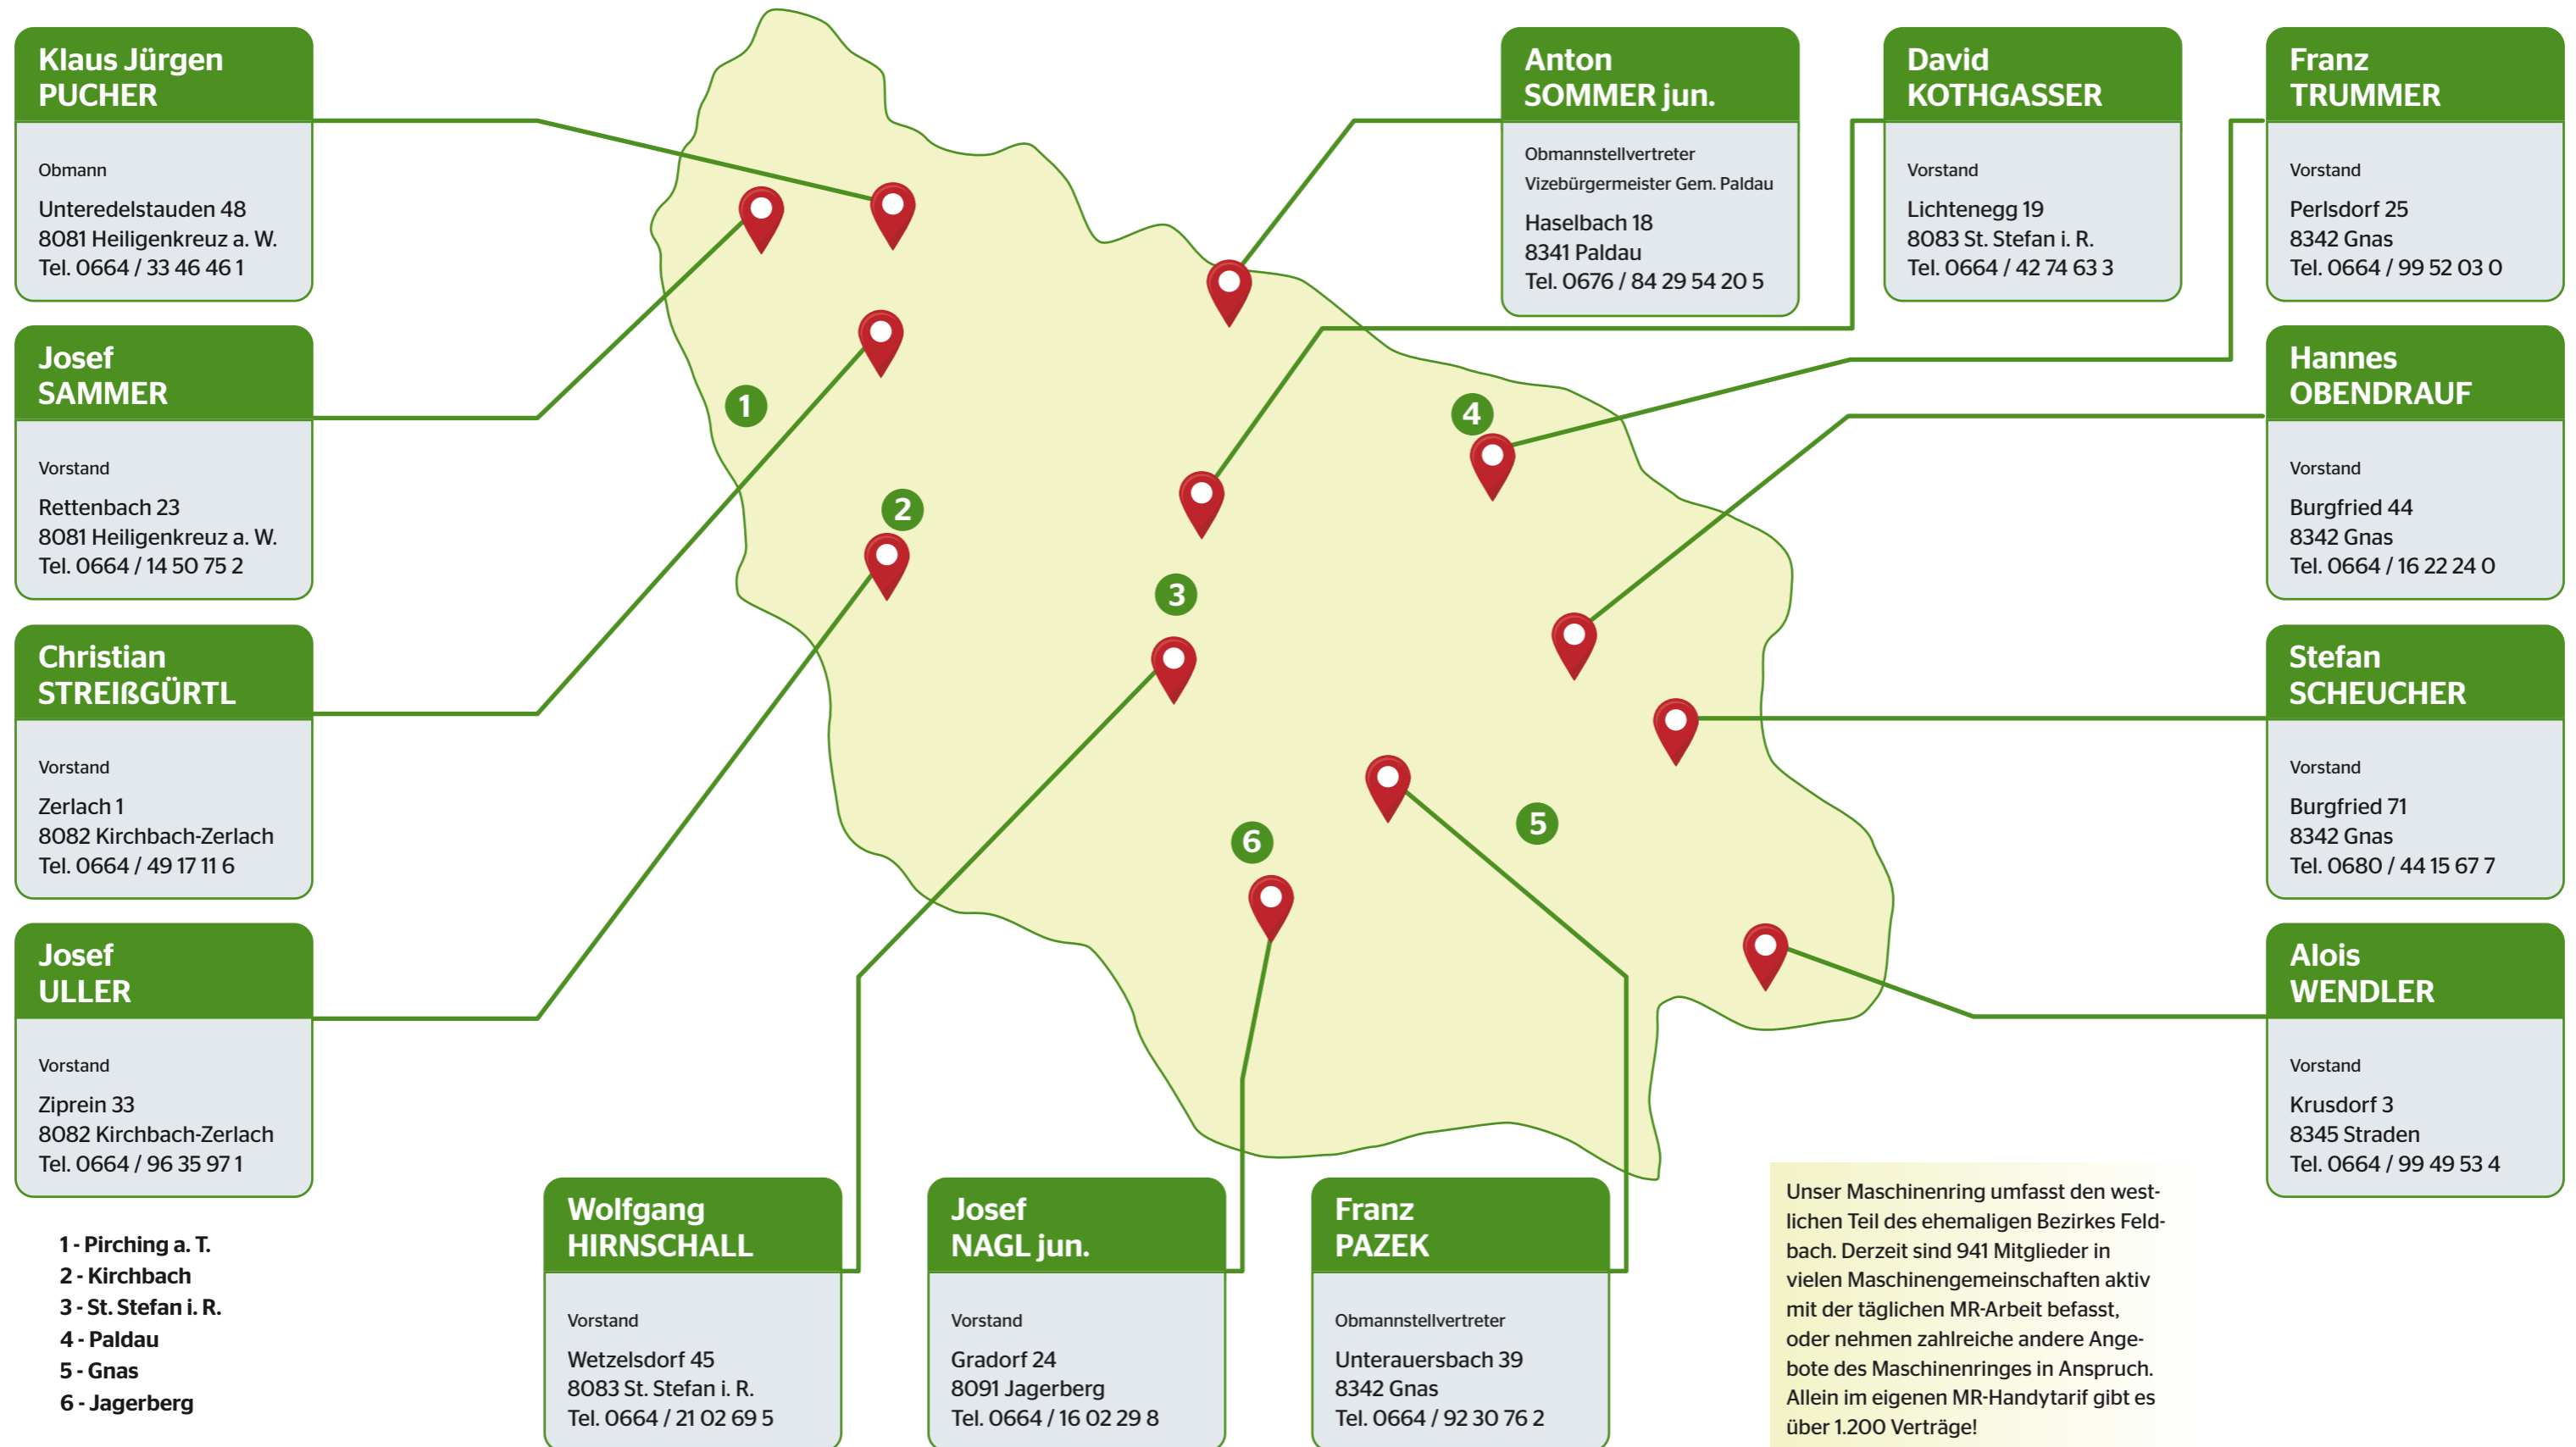 Klaus Jürgen
PUCHER
Obmann
Unteredelstauden 48
8081 Heiligenkreuz a. W.
Tel. 0664 / 33 46 46 1
Josef
SAMMER
Vorstand
Rettenbach 23
8081 Heiligenkreuz a. W.
Tel. 0664 / 14 50 75 2
Christian
STREIßGÜRTL
Vorstand
Zerlach 1
8082 Kirchbach-Zerlach
Tel. 0664 / 49 17 11 6
Josef
ULLER
Vorstand
Ziprein 33
8082 Kirchbach-Zerlach
Tel. 0664 / 96 35 97 1
1 - Pirching a. T.
2 - Kirchbach
3 - St. Stefan i. R.
4 - Paldau
5 - Gnas
6 - Jagerberg
1
2
3
4
5
6
Wolfgang
HIRNSCHALL
Vorstand
Wetzelsdorf 45
8083 St. Stefan i. R.
Tel. 0664 / 21 02 69 5
Josef
NAGL jun.
Vorstand
Gradorf 24
8091 Jagerberg
Tel. 0664 / 16 02 29 8
Franz
PAZEK
Obmannstellvertreter
Unterauersbach 39
8342 Gnas
Tel. 0664 / 92 30 76 2
Anton
SOMMER jun.
Obmannstellvertreter
Vizebürgermeister Gem. Paldau
Haselbach 18
8341 Paldau
Tel. 0676 / 84 29 54 20 5
David
KOTHGASSER
Vorstand
Lichtenegg 19
8083 St. Stefan i. R.
Tel. 0664 / 42 74 63 3
Franz
TRUMMER
Vorstand
Perlsdorf 25
8342 Gnas
Tel. 0664 / 99 52 03 0
Hannes
OBENDRAUF
Vorstand
Burgfried 44
8342 Gnas
Tel. 0664 / 16 22 24 0
Stefan
SCHEUCHER
Vorstand
Burgfried 71
8342 Gnas
Tel. 0680 / 44 15 67 7
Alois
WENDLER
Vorstand
Krusdorf 3
8345 Straden
Tel. 0664 / 99 49 53 4
Unser Maschinenring umfasst den west-
lichen Teil des ehemaligen Bezirkes Feld-
bach. Derzeit sind 941 Mitglieder in
vielen Maschinengemeinschaften aktiv
mit der täglichen MR-Arbeit befasst,
oder nehmen zahlreiche andere Ange-
bote des Maschinenringes in Anspruch.
Allein im eigenen MR-Handytarif gibt es
über 1.200 Verträge!